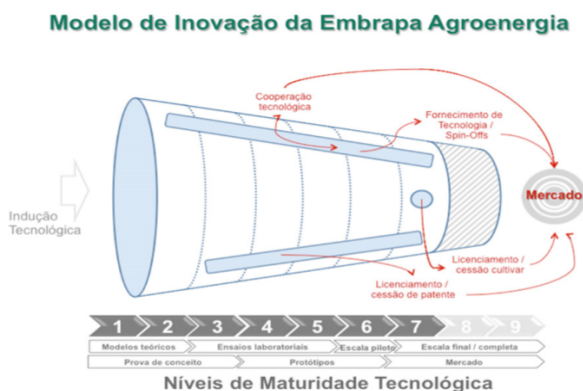 Modelo de Inovação da Embrapa Agroenergia
Cooperação
tecnológica
Fornecimento de
Tecnologia /
Spin-Offs
Mercado
Indução
Tecnológica
Licenciamento /
cessão cultivar
Licenciamento /
cessão de patente
1 2 3 4 5 6 7 8 9
Modelos teóricos Ensaios laboratoriais Escala piloto Escala final / completa
Prova de conceito Protótipos Mercado
Níveis de Maturidade Tecnológica